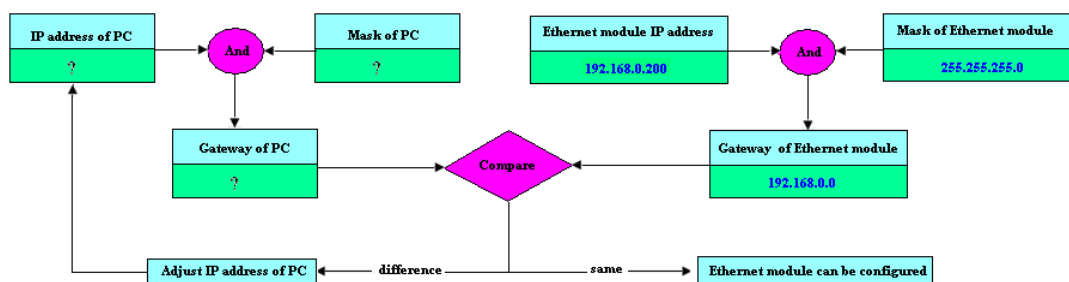 IP address of PC
?
And
Mask of PC
?
Ethernet module IP address
192.168.0.200
And
Mask of Ethernet module
255.255.255.0
Gateway of PC
?
Compare
Gateway of Ethernet module
192.168.0.0
Adjust IP address of PC
difference
same
Ethernet module can be configured